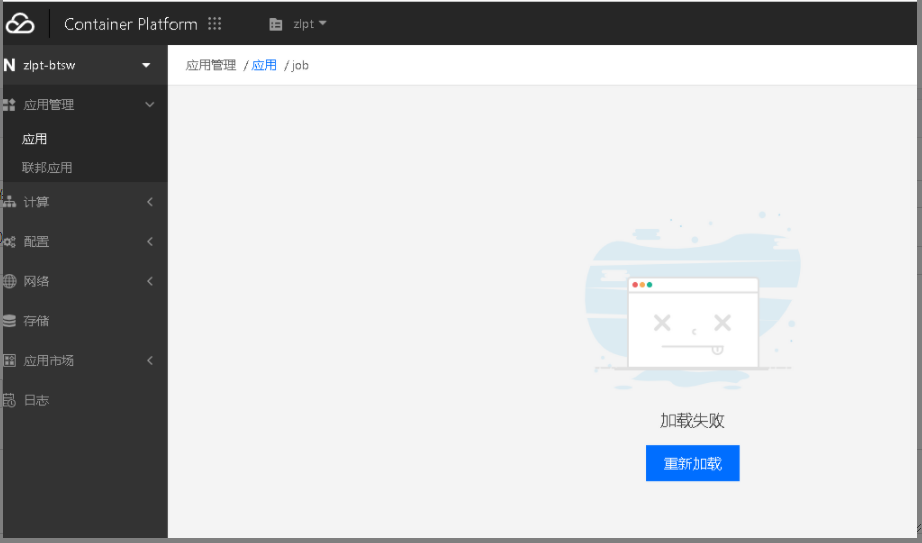 Container Platform
zlpt
N zlpt-btsw
应用管理 / 应用 / job
应用管理
应用
联邦应用
计算
配置
网络
存储
应用市场
日志
加载失败
重新加载